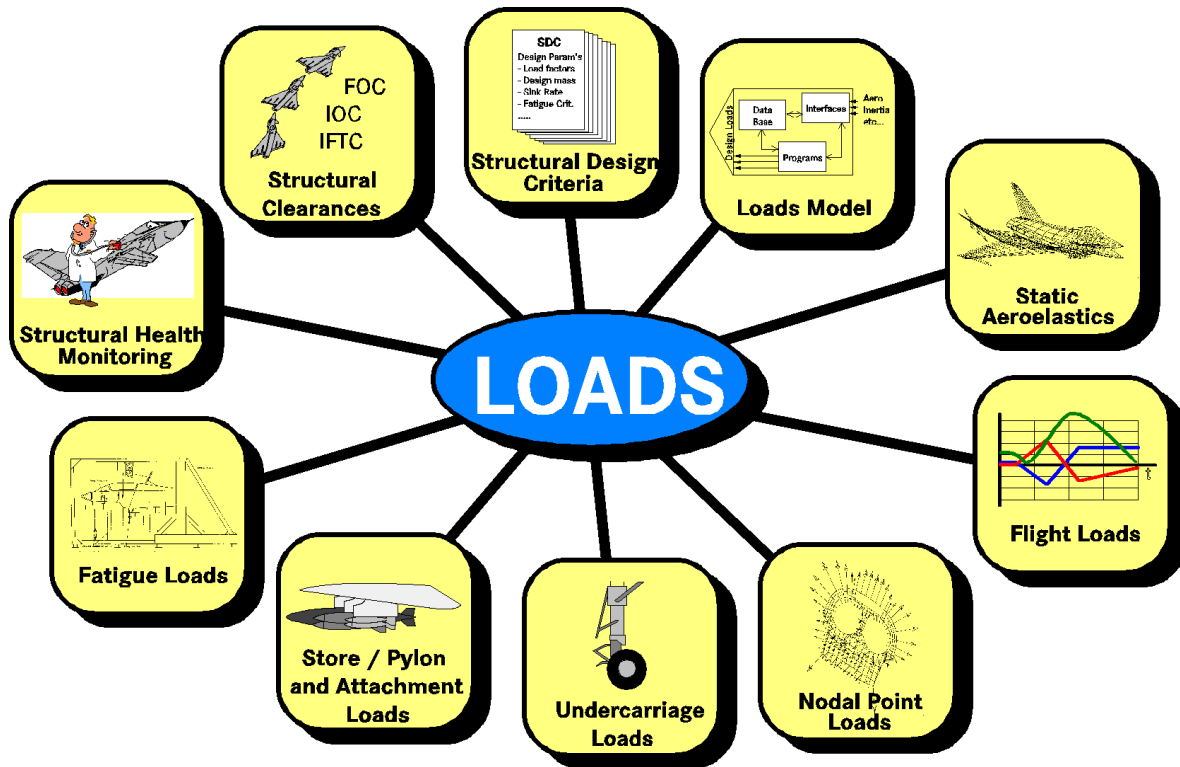 FOC
IOC
IFTC
Structural
Clearances
SDC
Design Param's
- Load factors
- Design mass
- Sink Rate
- Fatigue Crit.
.....
Structural Design
Criteria
Design Loads
Data
Base
Interfaces
Programs
Aero
Inertia
etc...
Loads Model
Static
Aeroelastics
Structural Health
Monitoring
LOADS
t
Flight Loads
Fatigue Loads
Store / Pylon
and Attachment
Loads
Undercarriage
Loads
Nodal Point
Loads